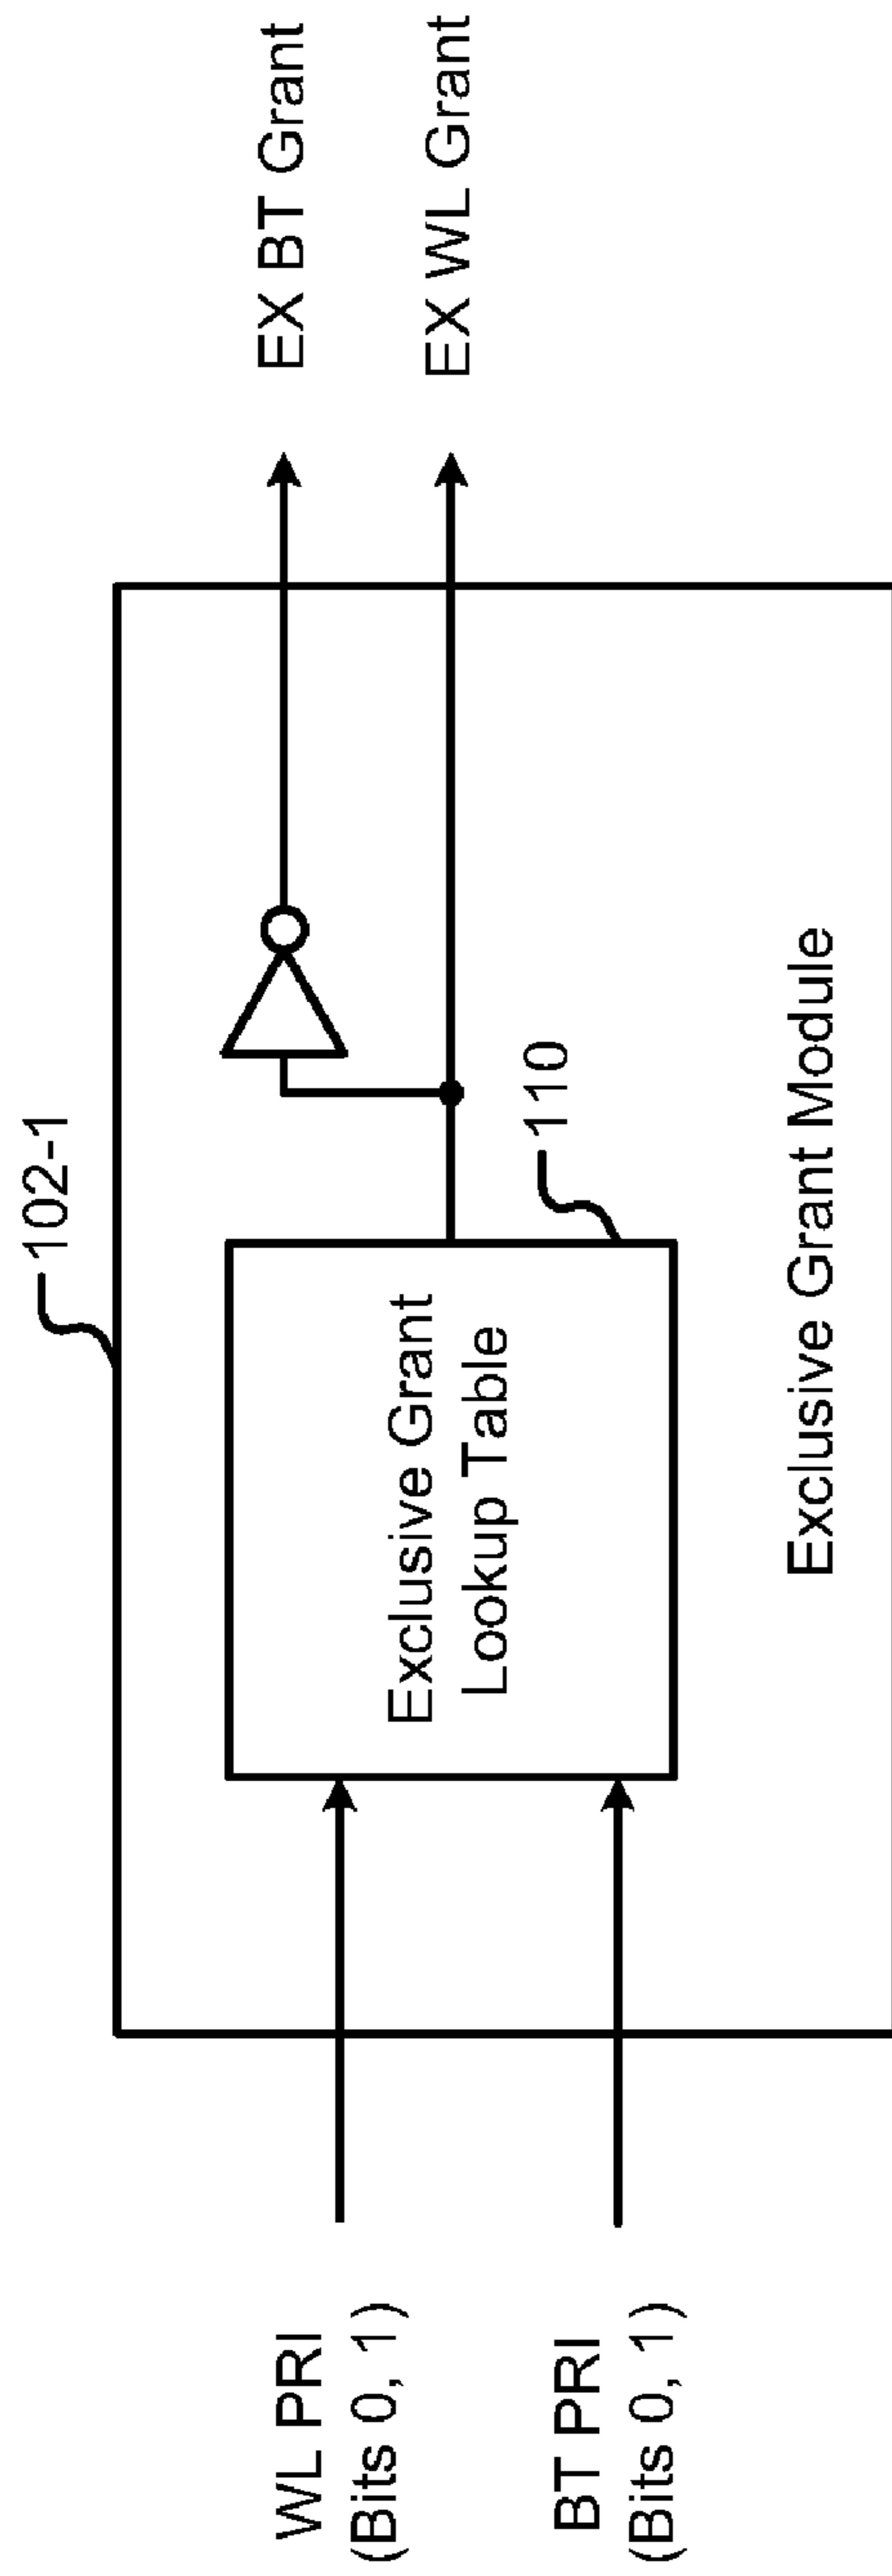 102-1
WL PRI
(Bits 0, 1)
BT PRI
(Bits 0, 1)
Exclusive Grant
Lookup Table
110
EX BT Grant
EX WL Grant
Exclusive Grant Module